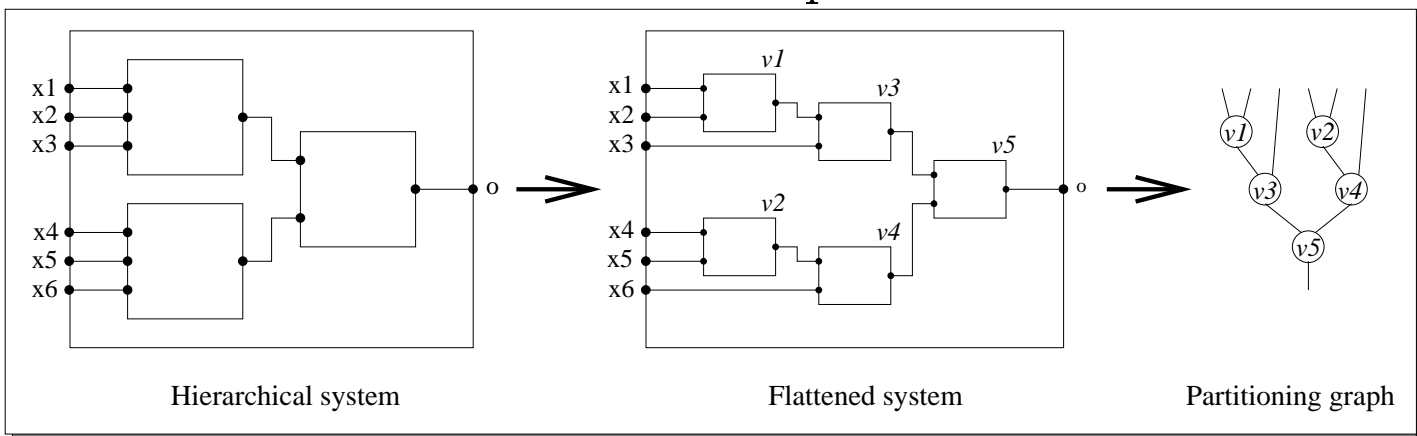 x1
x2
x3
x4
x5
x6
o
Hierarchical system
x1
x2
x3
x4
x5
x6
v1
v2
v3
v4
v5
o
Flattened system
v1
v2
v3
v4
v5
Partitioning graph